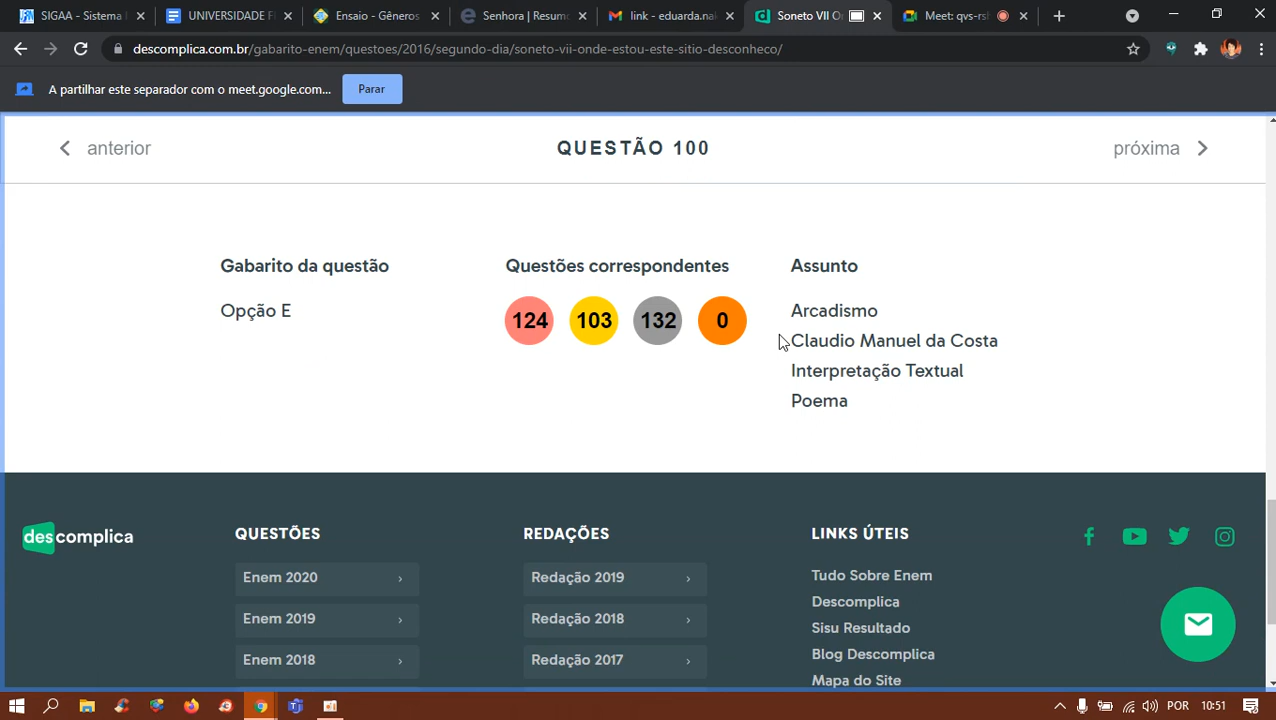 SIGAA - Sistema I
UNIVERSIDADE FI
Ensaio - Gêneros
Senhora | Resum
link - eduarda.nak
Soneto VII O
Meet: qvs-rsh
descomplica.com.br/gabarito-enem/questoes/2016/segundo-dia/soneto-vii-onde-estou-este-sitio-desconheco/
A partilhar este separador com o meet.google.com...
Parar
anterior
QUESTÃO 100
próxima
Gabarito da questão
Opção E
Questões correspondentes
124
103
132
0
Assunto
Arcadismo
Claudio Manuel da Costa
Interpretação Textual
Poema
descomplica
QUESTÕES
Enem 2020
Enem 2019
Enem 2018
REDAÇÕES
Redação 2019
Redação 2018
Redação 2017
LINKS ÚTEIS
Tudo Sobre Enem
Descomplica
Sisu Resultado
Blog Descomplica
Mapa do Site
POR
10:51